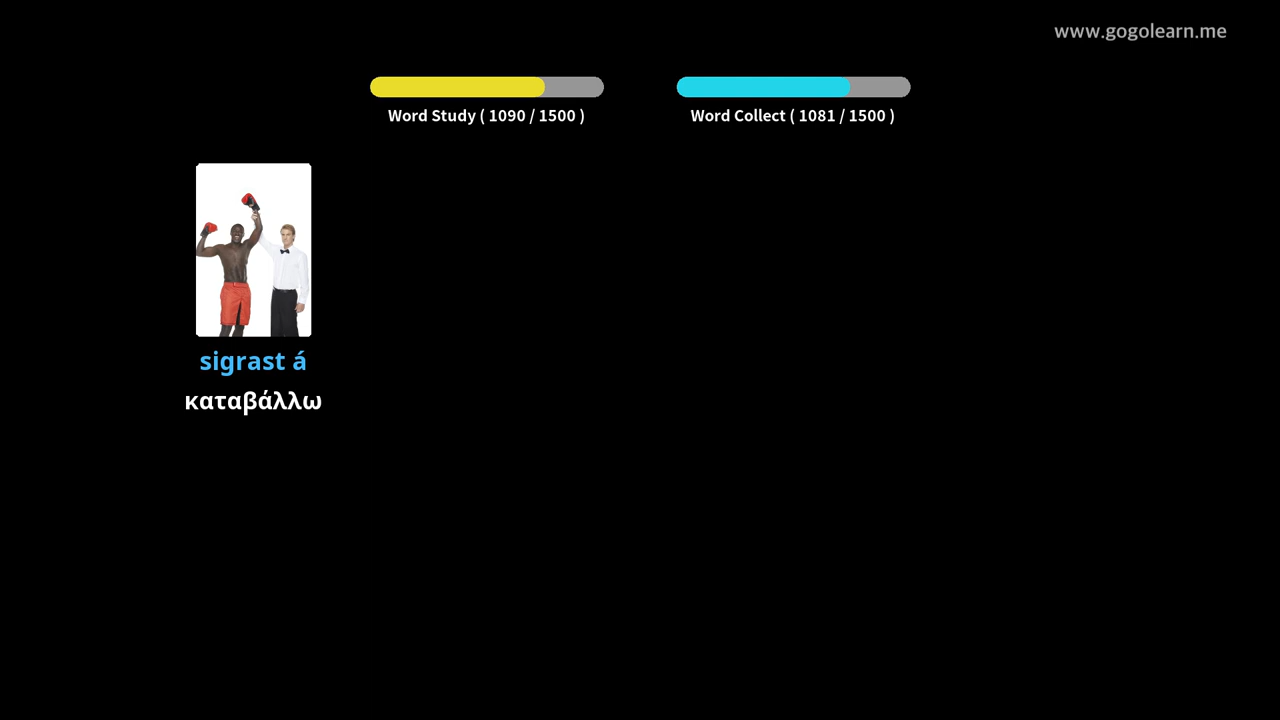 www.gogolearn.me
Word Study ( 1090 / 1500 )
Word Collect ( 1081 / 1500 )
sigrast á
καταβάλλω